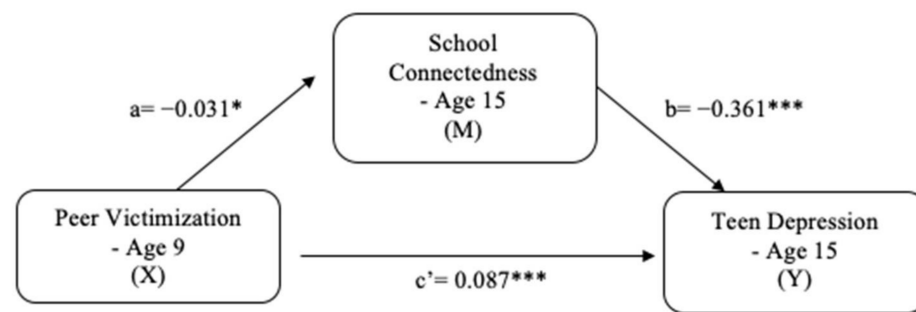 School
Connectedness
- Age 15
(M)
a= −0.031*
b= −0.361***
Peer Victimization
- Age 9
(X)
Teen Depression
- Age 15
(Y)
c’= 0.087***